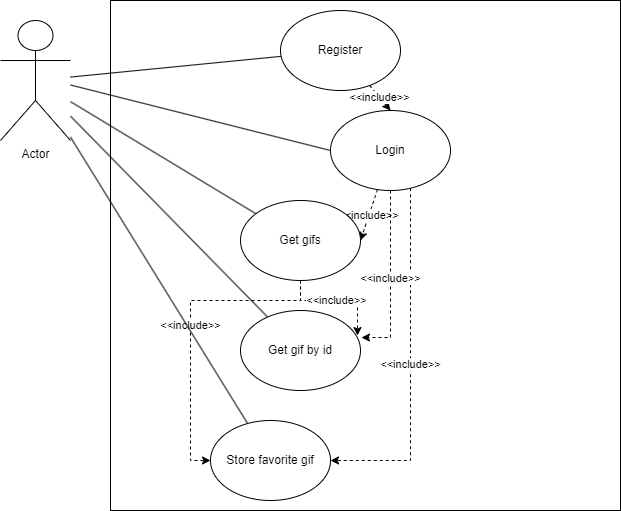 Register
<<include>>
Login
Actor
include>>
Get gifs
<<include>>
<<include>>
<<include>>
Get gif by id
<<include>>
Store favorite gif